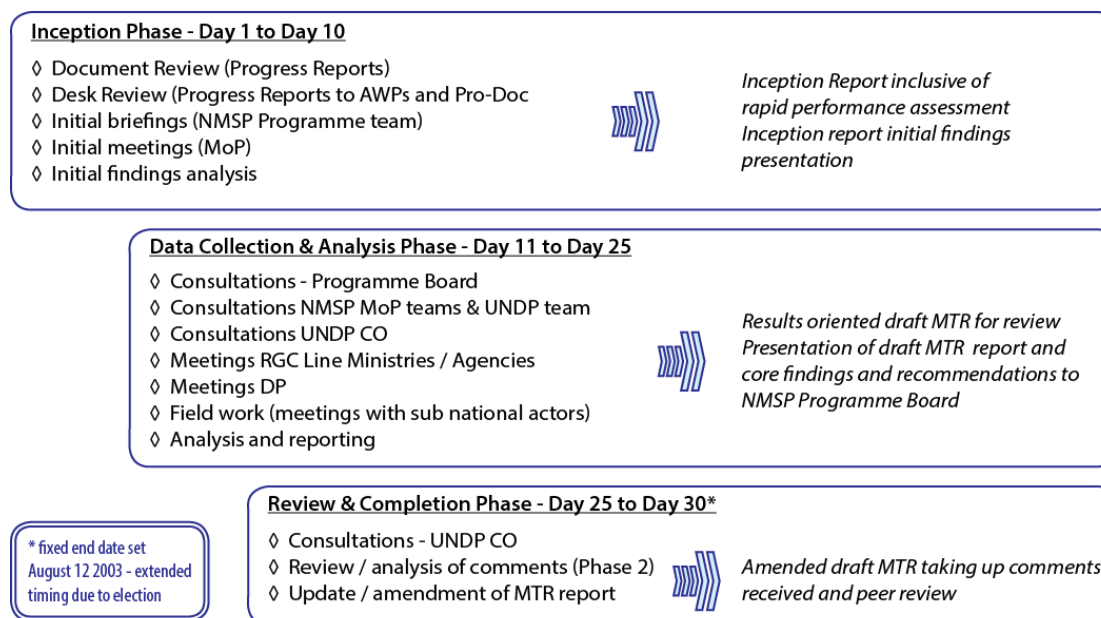 Inception Phase - Day 1 to Day 10
◊ Document Review (Progress Reports)
◊ Desk Review (Progress Reports to AWPs and Pro-Doc
◊ Initial briefings (NMSP Programme team)
◊ Initial meetings (MoP)
◊ Initial findings analysis
Inception Report inclusive of
rapid performance assessment
Inception report initial findings
presentation
Data Collection & Analysis Phase - Day 11 to Day 25
◊ Consultations - Programme Board
◊ Consultations NMSP MoP teams & UNDP team
◊ Consultations UNDP CO
◊ Meetings RGC Line Ministries / Agencies
◊ Meetings DP
◊ Field work (meetings with sub national actors)
◊ Analysis and reporting
Results oriented draft MTR for review
Presentation of draft MTR report and
core findings and recommendations to
NMSP Programme Board
Review & Completion Phase - Day 25 to Day 30*
◊ Consultations - UNDP CO
◊ Review / analysis of comments (Phase 2)
◊ Update / amendment of MTR report
Amended draft MTR taking up comments
received and peer review
* fixed end date set
August 12 2003 - extended
timing due to election